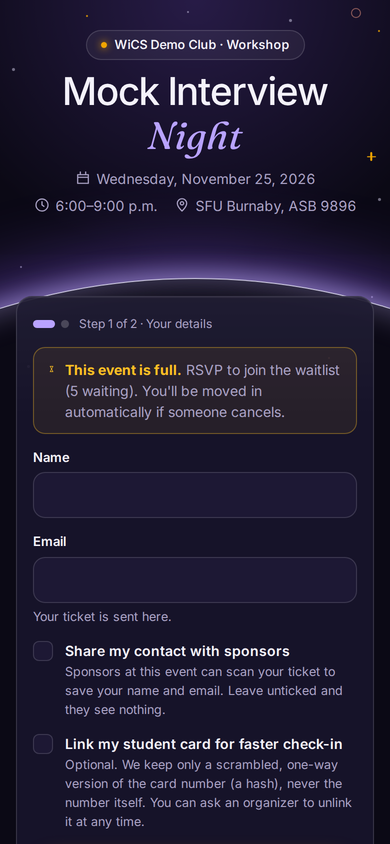 WiCS Demo Club · Workshop
Mock Interview
Night
Wednesday, November 25, 2026
6:00–9:00 p.m. SFU Burnaby, ASB 9896
Step 1 of 2 · Your details
This event is full. RSVP to join the waitlist
(5 waiting). You'll be moved in
automatically if someone cancels.
Name
Email
Your ticket is sent here.
Share my contact with sponsors
Sponsors at this event can scan your ticket to
save your name and email. Leave unticked and
they see nothing.
Link my student card for faster check-in
Optional. We keep only a scrambled, one-way
version of the card number (a hash), never the
number itself. You can ask an organizer to unlink
it at any time.